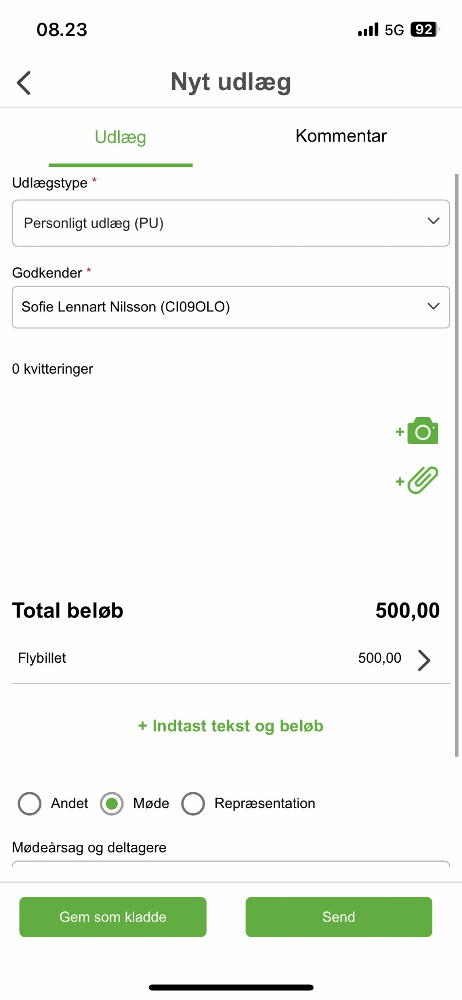 08.23 5G 92
Nyt udlæg
Udlæg Kommentar
Udlægstype *
Personligt udlæg (PU)
Godkender *
Sofie Lennart Nilsson (CI09OLO)
0 kvitteringer
+
+
Total beløb 500,00
Flybillet 500,00
+ Indtast tekst og beløb
Andet Møde Repræsentation
Mødeårsag og deltagere
Gem som kladde Send